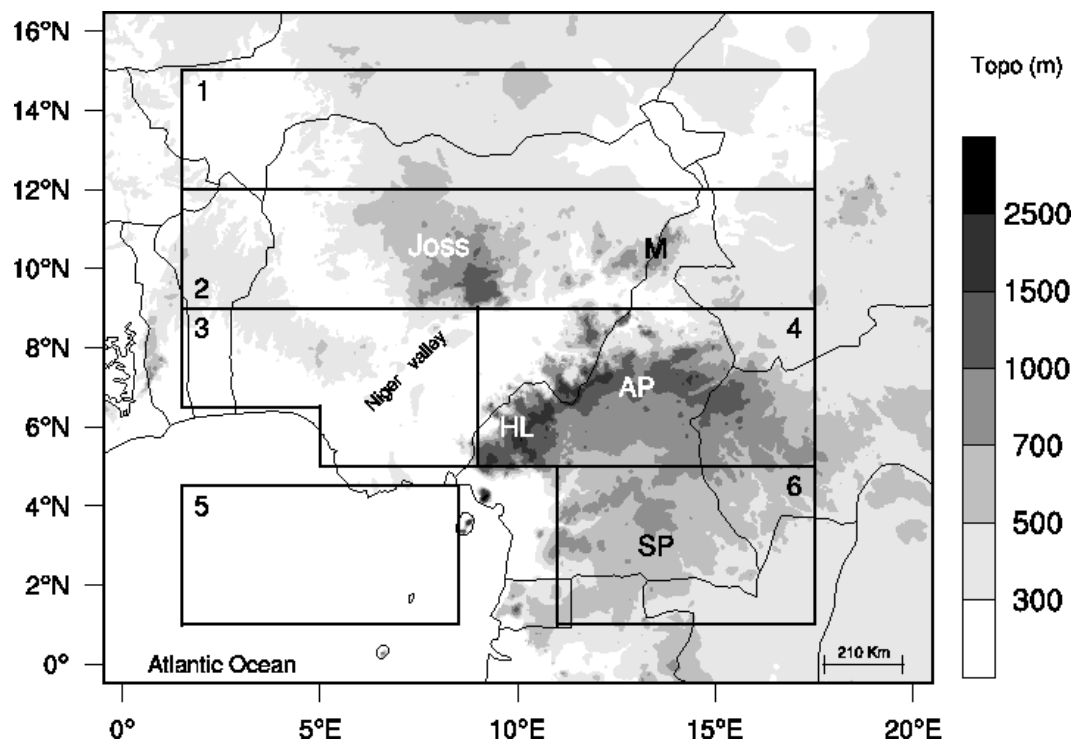 16°N
14°N
12°N
10°N
8°N
6°N
4°N
2°N
0°
0°
5°E
10°E
15°E
20°E
1
2
3
4
5
6
Joss
M
Niger valley
AP
HL
SP
Atlantic Ocean
210 Km
Topo (m)
2500
1500
1000
700
500
300